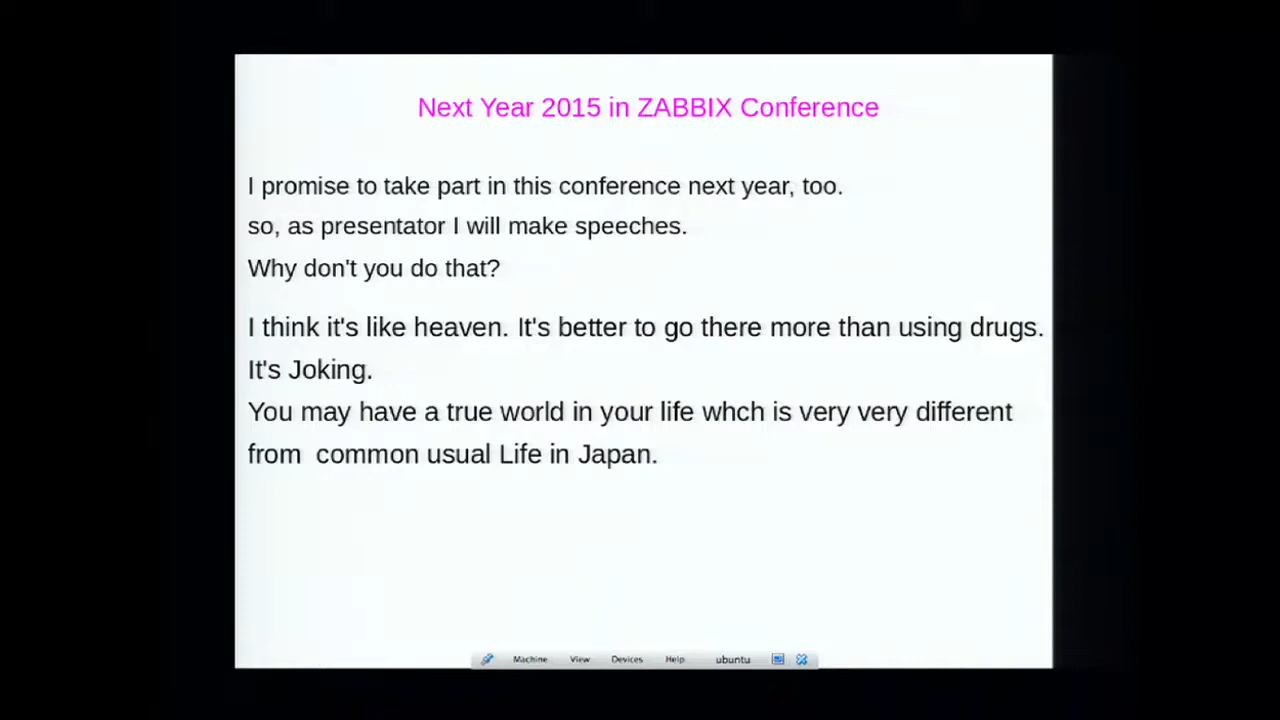 Next Year 2015 in ZABBIX Conference
I promise to take part in this conference next year, too.
so, as presentator I will make speeches.
Why don't you do that?
I think it's like heaven. It's better to go there more than using drugs.
It's Joking.
You may have a true world in your life whch is very very different
from  common usual Life in Japan.
Machine View Devices Help ubuntu